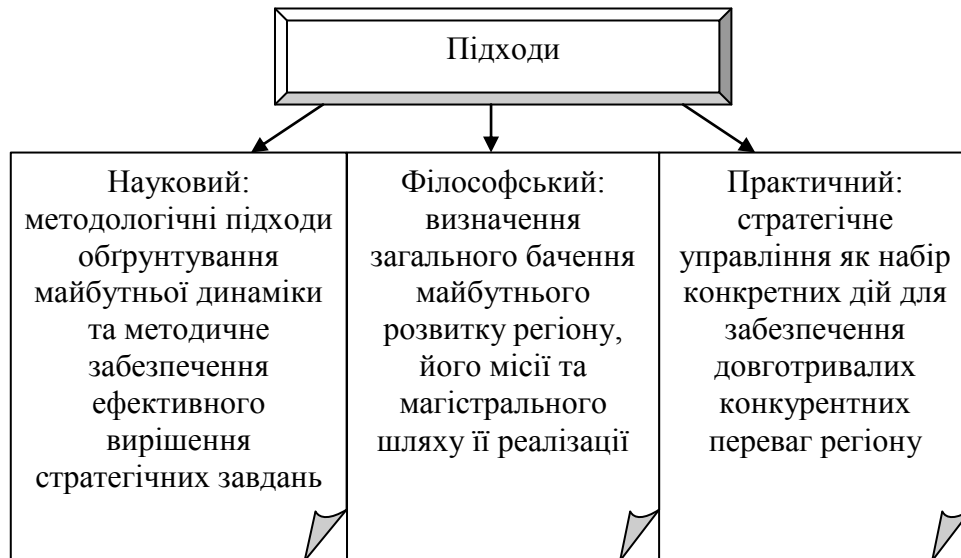 Підходи
Науковий:
методологічні підходи
обґрунтування
майбутньої динаміки
та методичне
забезпечення
ефективного
вирішення
стратегічних завдань
Філософський:
визначення
загального бачення
майбутнього
розвитку регіону,
його місії та
магістрального
шляху її реалізації
Практичний:
стратегічне
управління як набір
конкретних дій для
забезпечення
довготривалих
конкурентних
переваг регіону